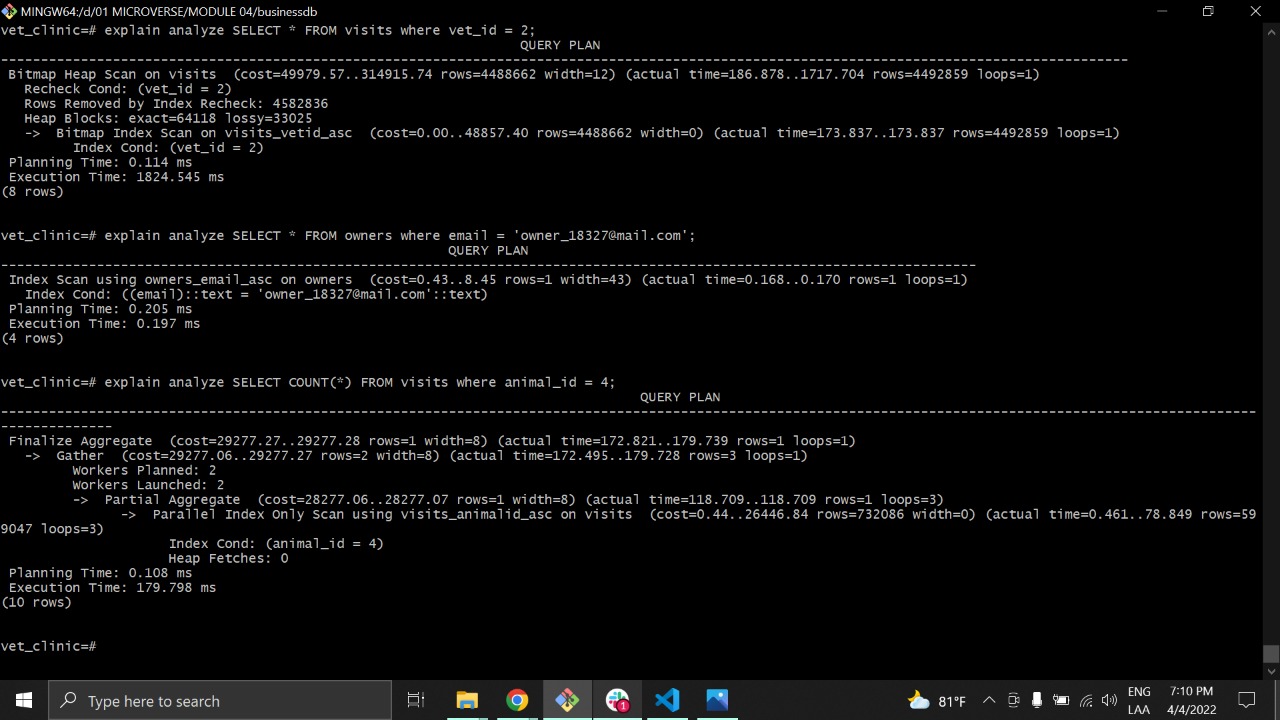 MINGW64:/d/01 MICROVERSE/MODULE 04/businessdb
vet_clinic=# explain analyze SELECT * FROM visits where vet_id = 2;
QUERY PLAN
---------------------------------------------------------------------------------------------------------------------------------------------
Bitmap Heap Scan on visits  (cost=49979.57..314915.74 rows=4488662 width=12) (actual time=186.878..1717.704 rows=4492859 loops=1)
Recheck Cond: (vet_id = 2)
Rows Removed by Index Recheck: 4582836
Heap Blocks: exact=64118 lossy=33025
->  Bitmap Index Scan on visits_vetid_asc  (cost=0.00..48857.40 rows=4488662 width=0) (actual time=173.837..173.837 rows=4492859 loops=1)
Index Cond: (vet_id = 2)
Planning Time: 0.114 ms
Execution Time: 1824.545 ms
(8 rows)
vet_clinic=# explain analyze SELECT * FROM owners where email = 'owner_18327@mail.com';
QUERY PLAN
--------------------------------------------------------------------------------------------------------------------------
Index Scan using owners_email_asc on owners  (cost=0.43..8.45 rows=1 width=43) (actual time=0.168..0.170 rows=1 loops=1)
Index Cond: ((email)::text = 'owner_18327@mail.com'::text)
Planning Time: 0.205 ms
Execution Time: 0.197 ms
(4 rows)
vet_clinic=# explain analyze SELECT COUNT(*) FROM visits where animal_id = 4;
QUERY PLAN
-------------------------------------------------------------------------------------------------------------------------------------------------------------
--------------
Finalize Aggregate  (cost=29277.27..29277.28 rows=1 width=8) (actual time=172.821..179.739 rows=1 loops=1)
->  Gather  (cost=29277.06..29277.27 rows=2 width=8) (actual time=172.495..179.728 rows=3 loops=1)
Workers Planned: 2
Workers Launched: 2
->  Partial Aggregate  (cost=28277.06..28277.07 rows=1 width=8) (actual time=118.709..118.709 rows=1 loops=3)
->  Parallel Index Only Scan using visits_animalid_asc on visits  (cost=0.44..26446.84 rows=732086 width=0) (actual time=0.461..78.849 rows=59
9047 loops=3)
Index Cond: (animal_id = 4)
Heap Fetches: 0
Planning Time: 0.108 ms
Execution Time: 179.798 ms
(10 rows)
vet_clinic=#
Type here to search
1
81°F
ENG
LAA
7:10 PM
4/4/2022